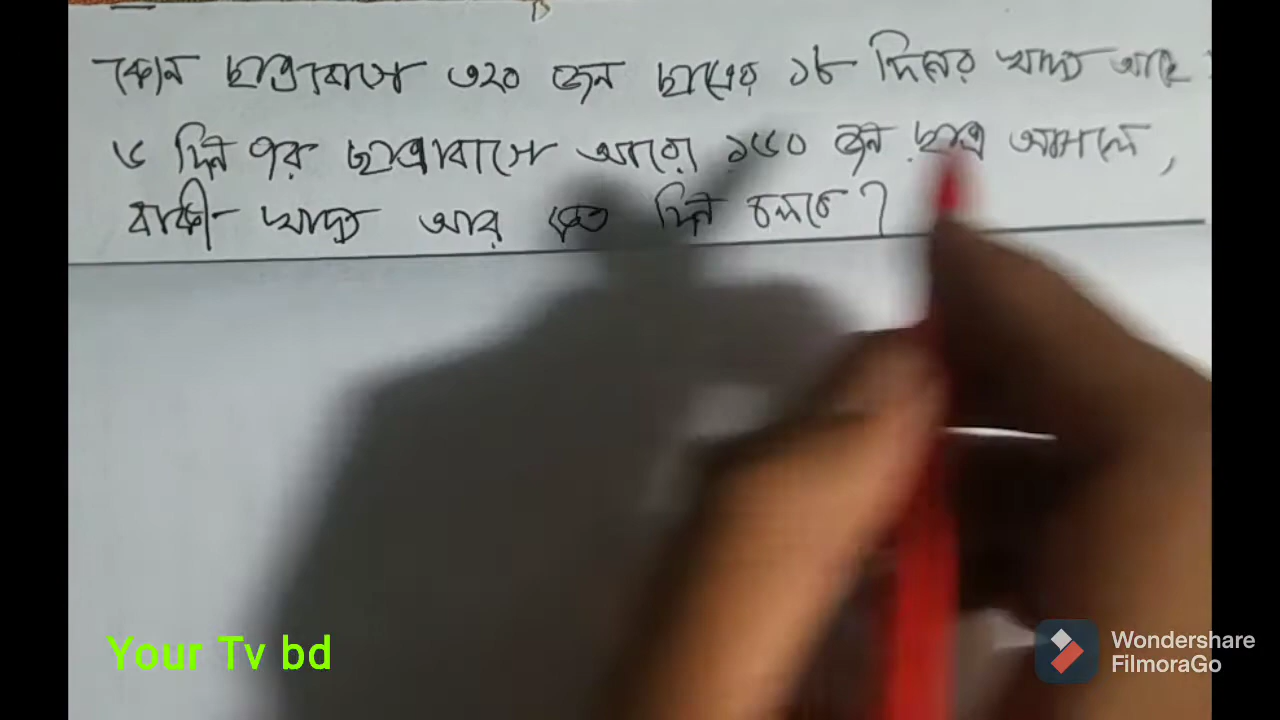 কোন ছাত্রাবাসে ৩২০ জন ছাত্রের ১৮ দিনের খাদ্য আছে
৬ দিন পর ছাত্রাবাসে আরো ১৬০ জন ছাত্র আসলে,
বাকী খাদ্য আর কত দিন চলবে?
Your Tv bd
Wondershare
FilmoraGo